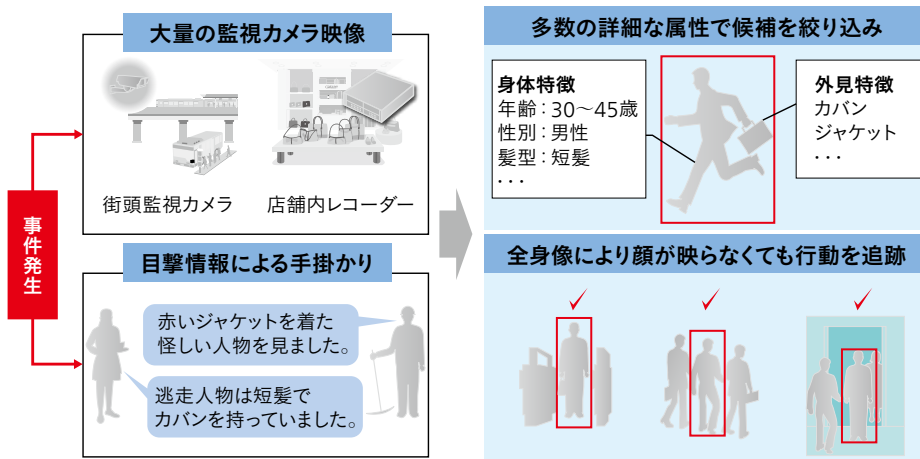 事件発生
大量の監視カメラ映像
街頭監視カメラ
店舗内レコーダー
目撃情報による手掛かり
赤いジャケットを着た
怪しい人物を見ました。
逃走人物は短髪で
カバンを持っていました。
多数の詳細な属性で候補を絞り込み
身体特徴
年齢：30～45歳
性別：男性
髪型：短髪
・・・
外見特徴
カバン
ジャケット
・・・
全身像により顔が映らなくても行動を追跡